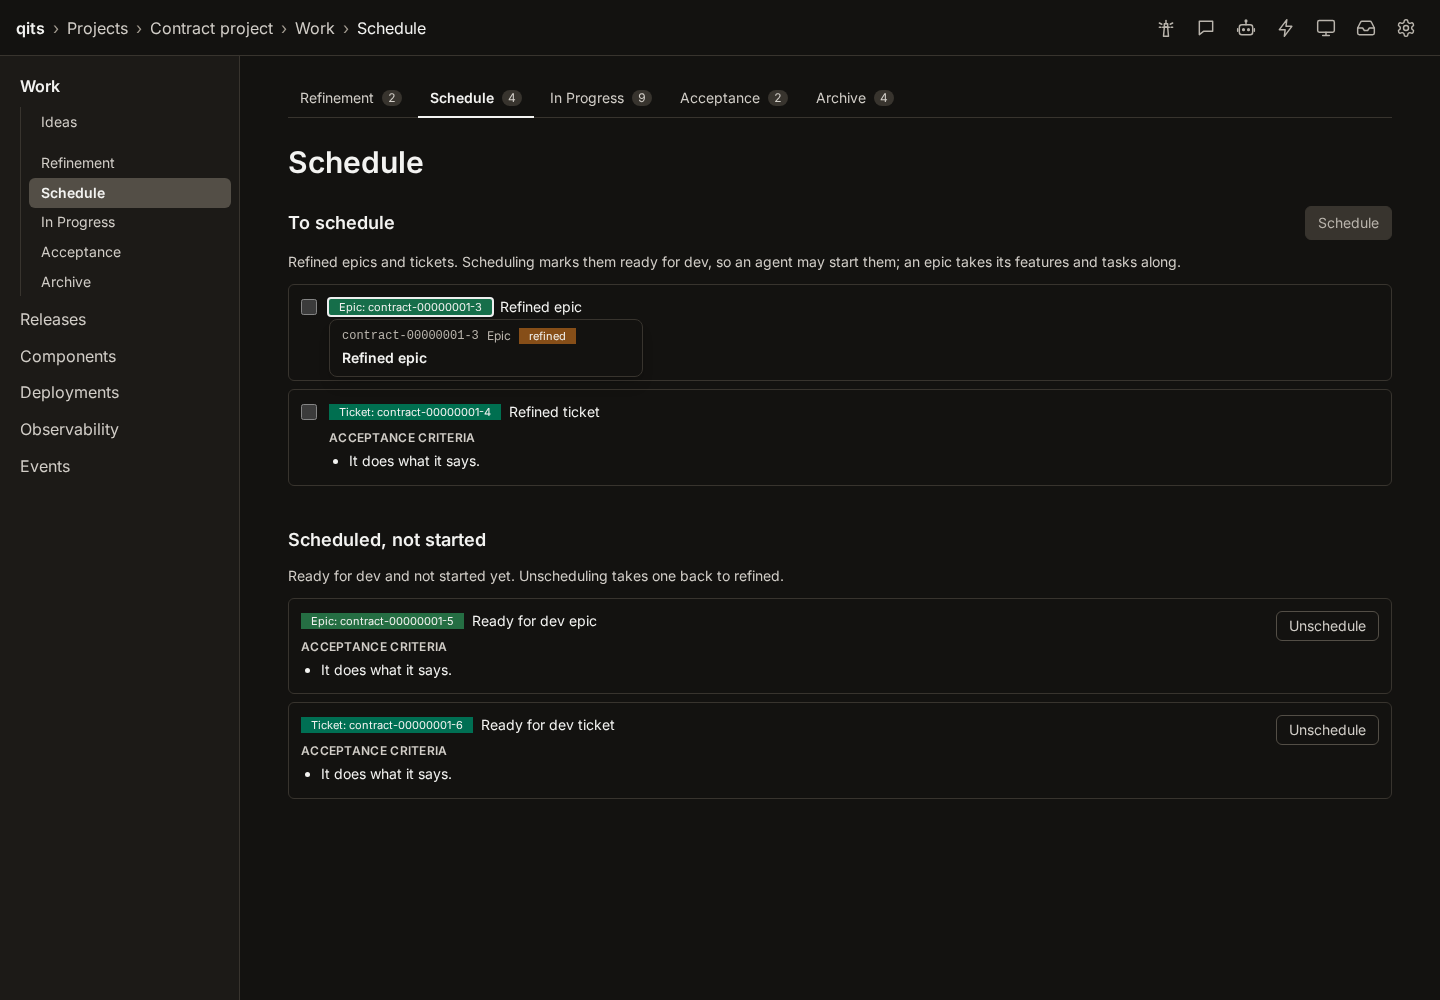 qits › Projects › Contract project › Work › Schedule
Work
Ideas
Refinement
Schedule
In Progress
Acceptance
Archive
Releases
Components
Deployments
Observability
Events
Refinement 2 Schedule 4 In Progress 9 Acceptance 2 Archive 4
Schedule
To schedule
Schedule
Refined epics and tickets. Scheduling marks them ready for dev, so an agent may start them; an epic takes its features and tasks along.
Epic: contract-00000001-3 Refined epic
contract-00000001-3 Epic refined
Refined epic
Ticket: contract-00000001-4 Refined ticket
ACCEPTANCE CRITERIA
• It does what it says.
Scheduled, not started
Ready for dev and not started yet. Unscheduling takes one back to refined.
Epic: contract-00000001-5 Ready for dev epic
Unschedule
ACCEPTANCE CRITERIA
• It does what it says.
Ticket: contract-00000001-6 Ready for dev ticket
Unschedule
ACCEPTANCE CRITERIA
• It does what it says.